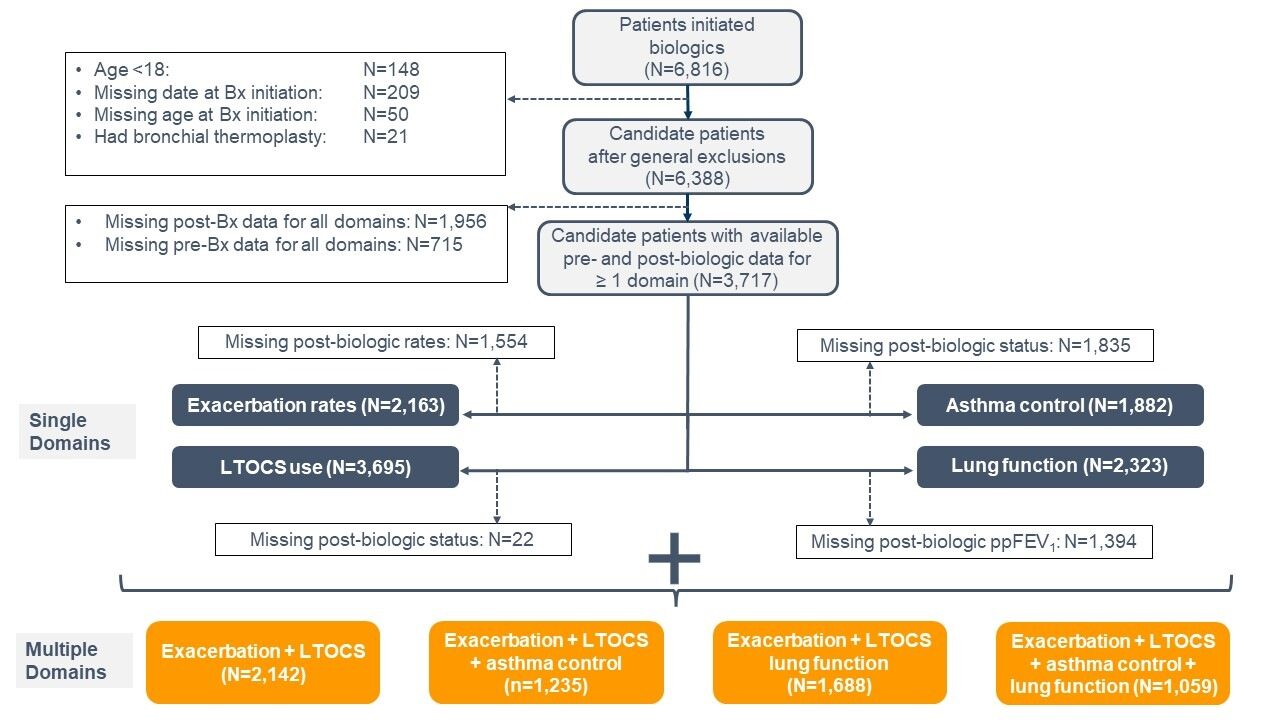 Patients initiated
biologics
(N=6,816)
• Age <18: N=148
• Missing date at Bx initiation: N=209
• Missing age at Bx initiation: N=50
• Had bronchial thermoplasty: N=21
Candidate patients
after general exclusions
(N=6,388)
• Missing post-Bx data for all domains: N=1,956
• Missing pre-Bx data for all domains: N=715
Candidate patients with available
pre- and post-biologic data for
≥ 1 domain (N=3,717)
Missing post-biologic rates: N=1,554
Missing post-biologic status: N=1,835
Single
Domains
Exacerbation rates (N=2,163)
Asthma control (N=1,882)
LTOCS use (N=3,695)
Lung function (N=2,323)
Missing post-biologic status: N=22
Missing post-biologic ppFEV₁: N=1,394
Multiple
Domains
Exacerbation + LTOCS
(N=2,142)
Exacerbation + LTOCS
+ asthma control
(n=1,235)
Exacerbation + LTOCS
lung function
(N=1,688)
Exacerbation + LTOCS
+ asthma control +
lung function (N=1,059)